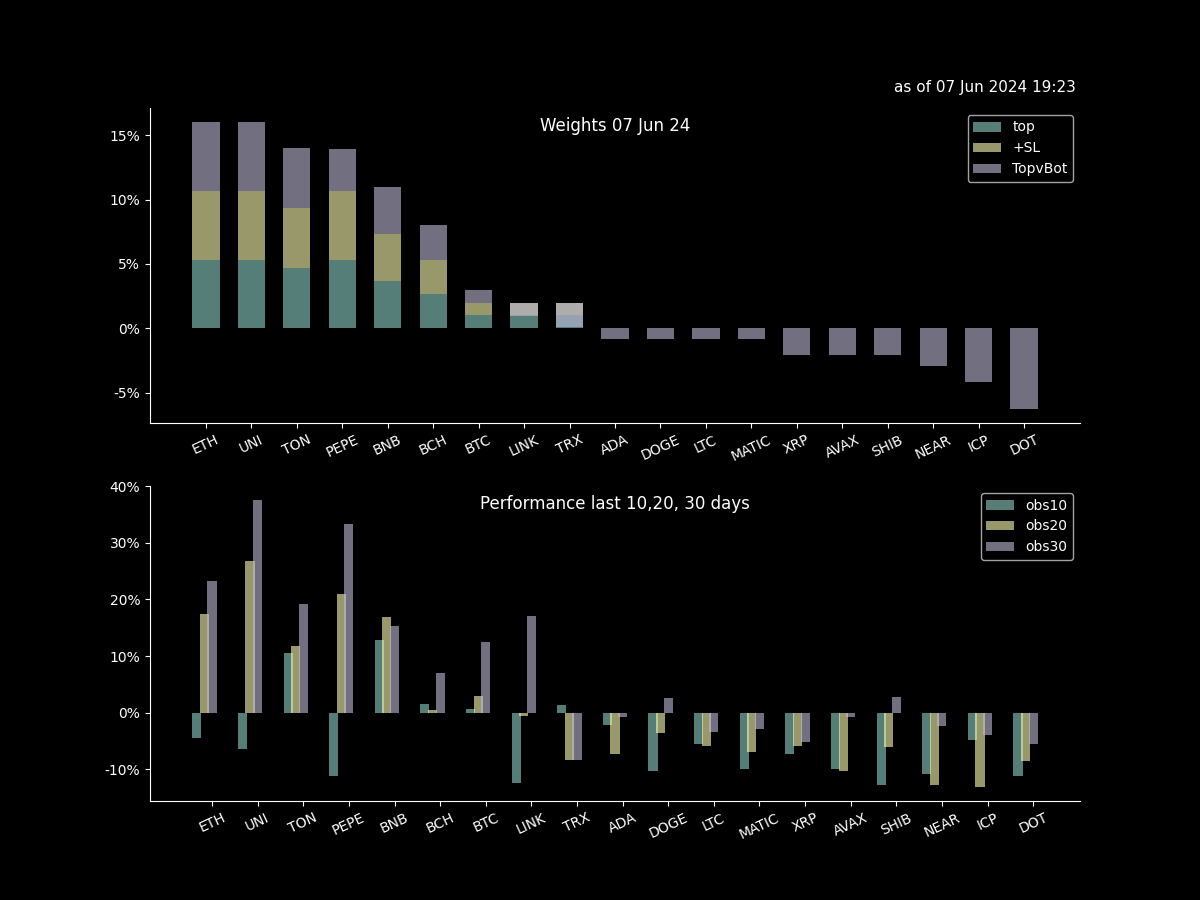 as of 07 Jun 2024 19:23
Weights 07 Jun 24
top
+SL
TopvBot
15%
10%
5%
0%
-5%
ETH UNI TON PEPE BNB BCH BTC LINK TRX ADA DOGE LTC MATIC XRP AVAX SHIB NEAR ICP DOT
Performance last 10,20, 30 days
obs10
obs20
obs30
40%
30%
20%
10%
0%
-10%
ETH UNI TON PEPE BNB BCH BTC LINK TRX ADA DOGE LTC MATIC XRP AVAX SHIB NEAR ICP DOT